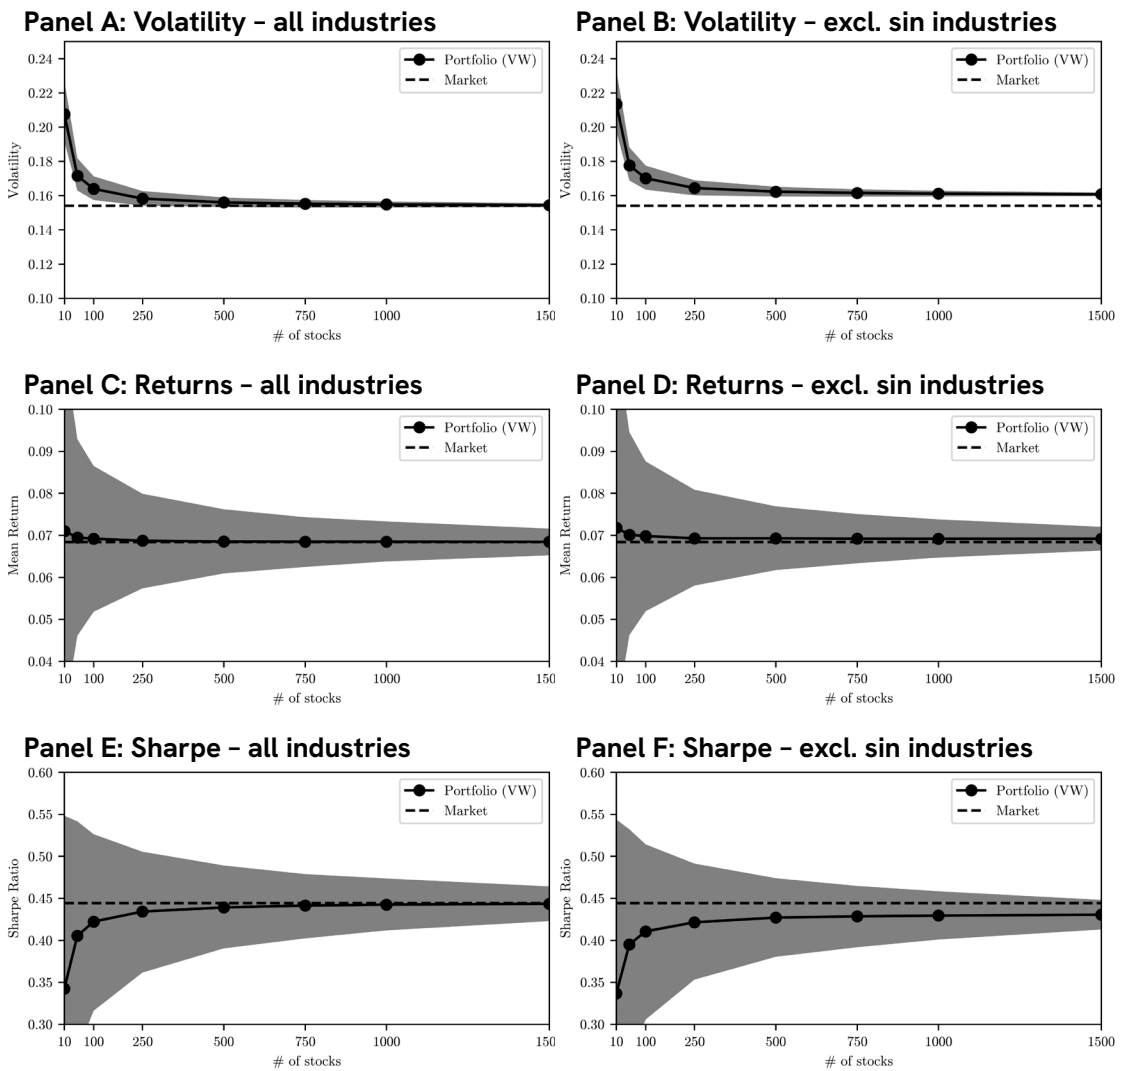 Panel A: Volatility – all industries
0.24
0.22
0.20
0.18
0.16
0.14
0.12
0.10
Volatility
Portfolio (VW)
Market
10 100 250 500 750 1000 150
# of stocks
Panel B: Volatility – excl. sin industries
0.24
0.22
0.20
0.18
0.16
0.14
0.12
0.10
Volatility
Portfolio (VW)
Market
10 100 250 500 750 1000 1500
# of stocks
Panel C: Returns – all industries
0.10
0.09
0.08
0.07
0.06
0.05
0.04
Mean Return
Portfolio (VW)
Market
10 100 250 500 750 1000 150
# of stocks
Panel D: Returns – excl. sin industries
0.10
0.09
0.08
0.07
0.06
0.05
0.04
Mean Return
Portfolio (VW)
Market
10 100 250 500 750 1000 1500
# of stocks
Panel E: Sharpe – all industries
0.60
0.55
0.50
0.45
0.40
0.35
0.30
Sharpe Ratio
Portfolio (VW)
Market
10 100 250 500 750 1000 150
# of stocks
Panel F: Sharpe – excl. sin industries
0.60
0.55
0.50
0.45
0.40
0.35
0.30
Sharpe Ratio
Portfolio (VW)
Market
10 100 250 500 750 1000 1500
# of stocks